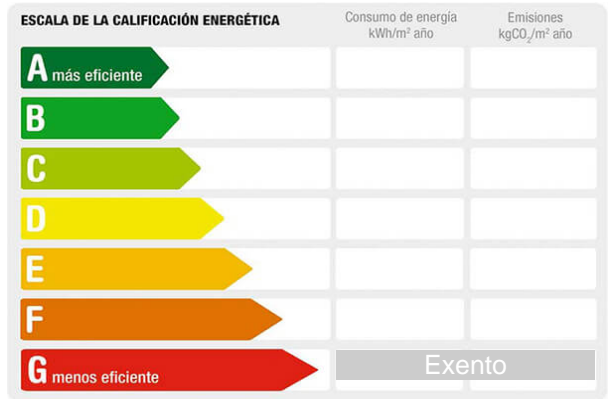 ESCALA DE LA CALIFICACIÓN ENERGÉTICA
Consumo de energía
kWh/m² año
Emisiones
kgCO₂/m² año
A más eficiente
B
C
D
E
F
G menos eficiente
Exento